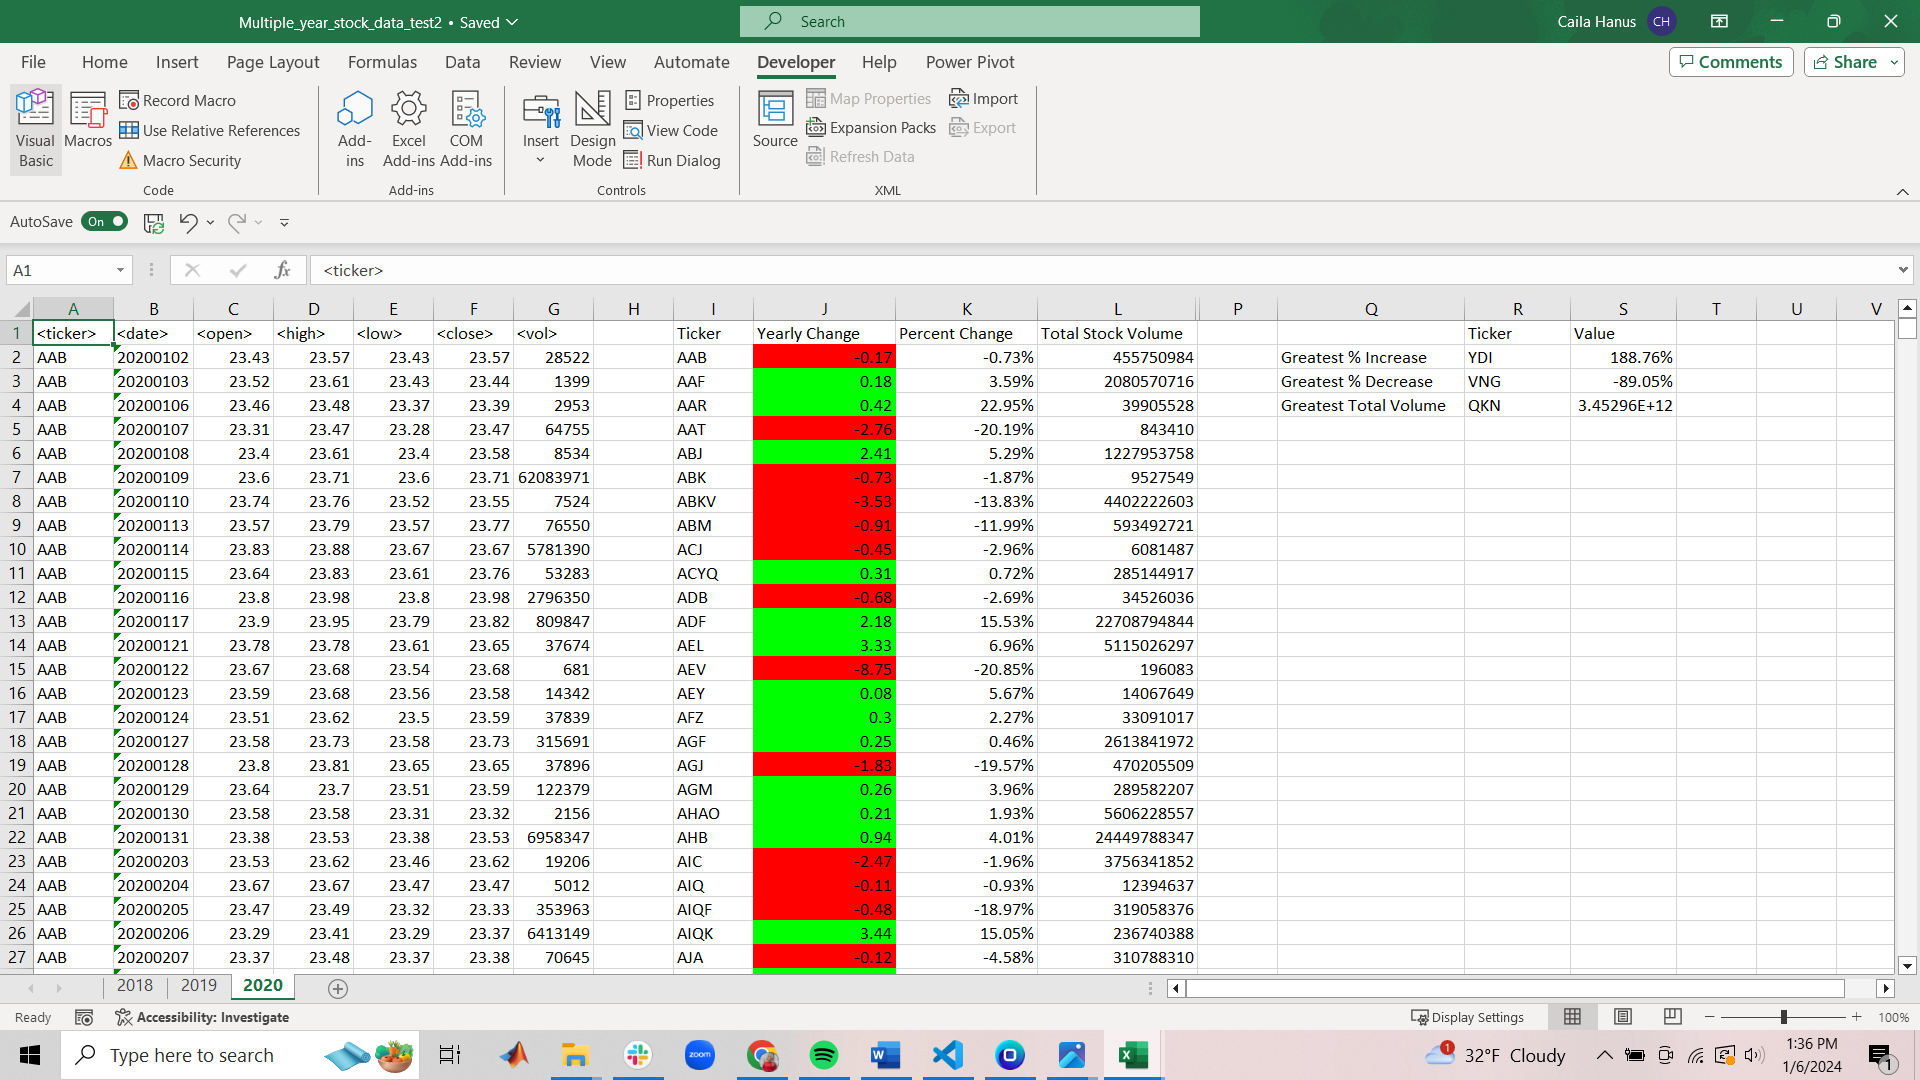 Multiple_year_stock_data_test2 • Saved
Search
Caila Hanus CH
File Home Insert Page Layout Formulas Data Review View Automate Developer Help Power Pivot
Comments Share
Visual Basic
Macros
Record Macro
Use Relative References
Macro Security
Code
Add-ins
Excel Add-ins
COM Add-ins
Add-ins
Insert
Design Mode
Properties
View Code
Run Dialog
Controls
Source
Map Properties
Expansion Packs
Refresh Data
Import
Export
XML
AutoSave On
A1 fx <ticker>
A B C D E F G H I J K L P Q R S T U V
1 <ticker> <date> <open> <high> <low> <close> <vol> Ticker Yearly Change Percent Change Total Stock Volume Ticker Value
2 AAB 20200102 23.43 23.57 23.43 23.57 28522 AAB -0.17 -0.73% 455750984 Greatest % Increase YDI 188.76%
3 AAB 20200103 23.52 23.61 23.43 23.44 1399 AAF 0.18 3.59% 2080570716 Greatest % Decrease VNG -89.05%
4 AAB 20200106 23.46 23.48 23.37 23.39 2953 AAR 0.42 22.95% 39905528 Greatest Total Volume QKN 3.45296E+12
5 AAB 20200107 23.31 23.47 23.28 23.47 64755 AAT -2.76 -20.19% 843410
6 AAB 20200108 23.4 23.61 23.4 23.58 8534 ABJ 2.41 5.29% 1227953758
7 AAB 20200109 23.6 23.71 23.6 23.71 62083971 ABK -0.73 -1.87% 9527549
8 AAB 20200110 23.74 23.76 23.52 23.55 7524 ABKV -3.53 -13.83% 4402222603
9 AAB 20200113 23.57 23.79 23.57 23.77 76550 ABM -0.91 -11.99% 593492721
10 AAB 20200114 23.83 23.88 23.67 23.67 5781390 ACJ -0.45 -2.96% 6081487
11 AAB 20200115 23.64 23.83 23.61 23.76 53283 ACYQ 0.31 0.72% 285144917
12 AAB 20200116 23.8 23.98 23.8 23.98 2796350 ADB -0.68 -2.69% 34526036
13 AAB 20200117 23.9 23.95 23.79 23.82 809847 ADF 2.18 15.53% 22708794844
14 AAB 20200121 23.78 23.78 23.61 23.65 37674 AEL 3.33 6.96% 5115026297
15 AAB 20200122 23.67 23.68 23.54 23.68 681 AEV -8.75 -20.85% 196083
16 AAB 20200123 23.59 23.68 23.56 23.58 14342 AEY 0.08 5.67% 14067649
17 AAB 20200124 23.51 23.62 23.5 23.59 37839 AFZ 0.3 2.27% 33091017
18 AAB 20200127 23.58 23.73 23.58 23.73 315691 AGF 0.25 0.46% 2613841972
19 AAB 20200128 23.8 23.81 23.65 23.65 37896 AGJ -1.83 -19.57% 470205509
20 AAB 20200129 23.64 23.7 23.51 23.59 122379 AGM 0.26 3.96% 289582207
21 AAB 20200130 23.58 23.58 23.31 23.32 2156 AHAO 0.21 1.93% 5606228557
22 AAB 20200131 23.38 23.53 23.38 23.53 6958347 AHB 0.94 4.01% 24449788347
23 AAB 20200203 23.53 23.62 23.46 23.62 19206 AIC -2.47 -1.96% 3756341852
24 AAB 20200204 23.67 23.67 23.47 23.47 5012 AIQ -0.11 -0.93% 12394637
25 AAB 20200205 23.47 23.49 23.32 23.33 353963 AIQF -0.48 -18.97% 319058376
26 AAB 20200206 23.29 23.41 23.29 23.37 6413149 AIQK 3.44 15.05% 236740388
27 AAB 20200207 23.37 23.48 23.37 23.38 70645 AJA -0.12 -4.58% 310788310
2018 2019 2020
Ready Accessibility: Investigate Display Settings 100%
Type here to search
zoom
1 32°F Cloudy
1:36 PM
1/6/2024
1